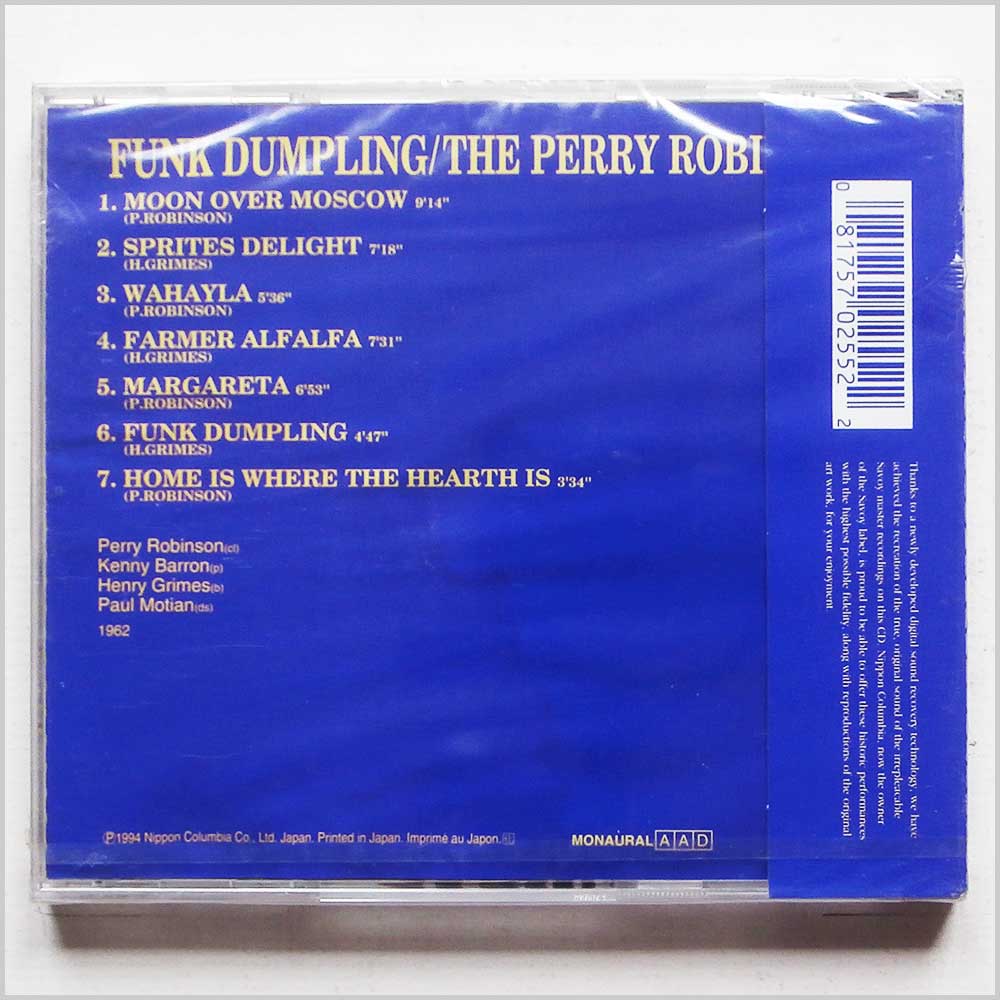 FUNK DUMPLING/THE PERRY ROBI
1. MOON OVER MOSCOW 9'14"
(P.ROBINSON)
2. SPRITES DELIGHT 7'18"
(H.GRIMES)
3. WAHAYLA 5'36"
(P.ROBINSON)
4. FARMER ALFALFA 7'31"
(H.GRIMES)
5. MARGARETA 6'53"
(P.ROBINSON)
6. FUNK DUMPLING 4'47"
(H.GRIMES)
7. HOME IS WHERE THE HEARTH IS 3'34"
(P.ROBINSON)
Perry Robinson(cl)
Kenny Barron(p)
Henry Grimes(b)
Paul Motian(ds)
1962
Ⓟ1994 Nippon Columbia Co., Ltd. Japan. Printed in Japan. Imprimé au Japon.
MONAURAL AAD
0 81757 02552 2
Thanks to a newly developed digital sound recovery technology, we have
achieved the recreation of the true, original sound of the irrepleacable
Savoy master recordings on this CD. Nippon Columbia, now the owner
of the Savoy label, is proud to be able to offer these historic performances
with the highest possible fidelity, along with reproductions of the original
art work, for your enjoyment